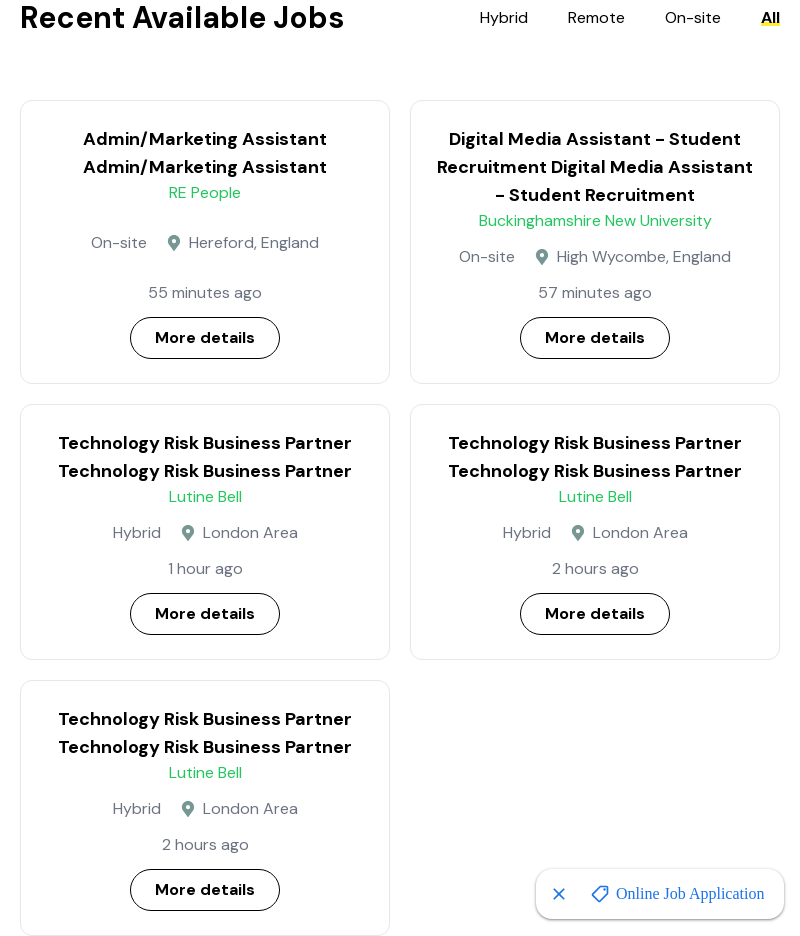 Recent Available Jobs
Hybrid Remote On-site All
Admin/Marketing Assistant
Admin/Marketing Assistant
RE People
On-site Hereford, England
55 minutes ago
More details
Digital Media Assistant – Student
Recruitment Digital Media Assistant
– Student Recruitment
Buckinghamshire New University
On-site High Wycombe, England
57 minutes ago
More details
Technology Risk Business Partner
Technology Risk Business Partner
Lutine Bell
Hybrid London Area
1 hour ago
More details
Technology Risk Business Partner
Technology Risk Business Partner
Lutine Bell
Hybrid London Area
2 hours ago
More details
Technology Risk Business Partner
Technology Risk Business Partner
Lutine Bell
Hybrid London Area
2 hours ago
More details
Online Job Application